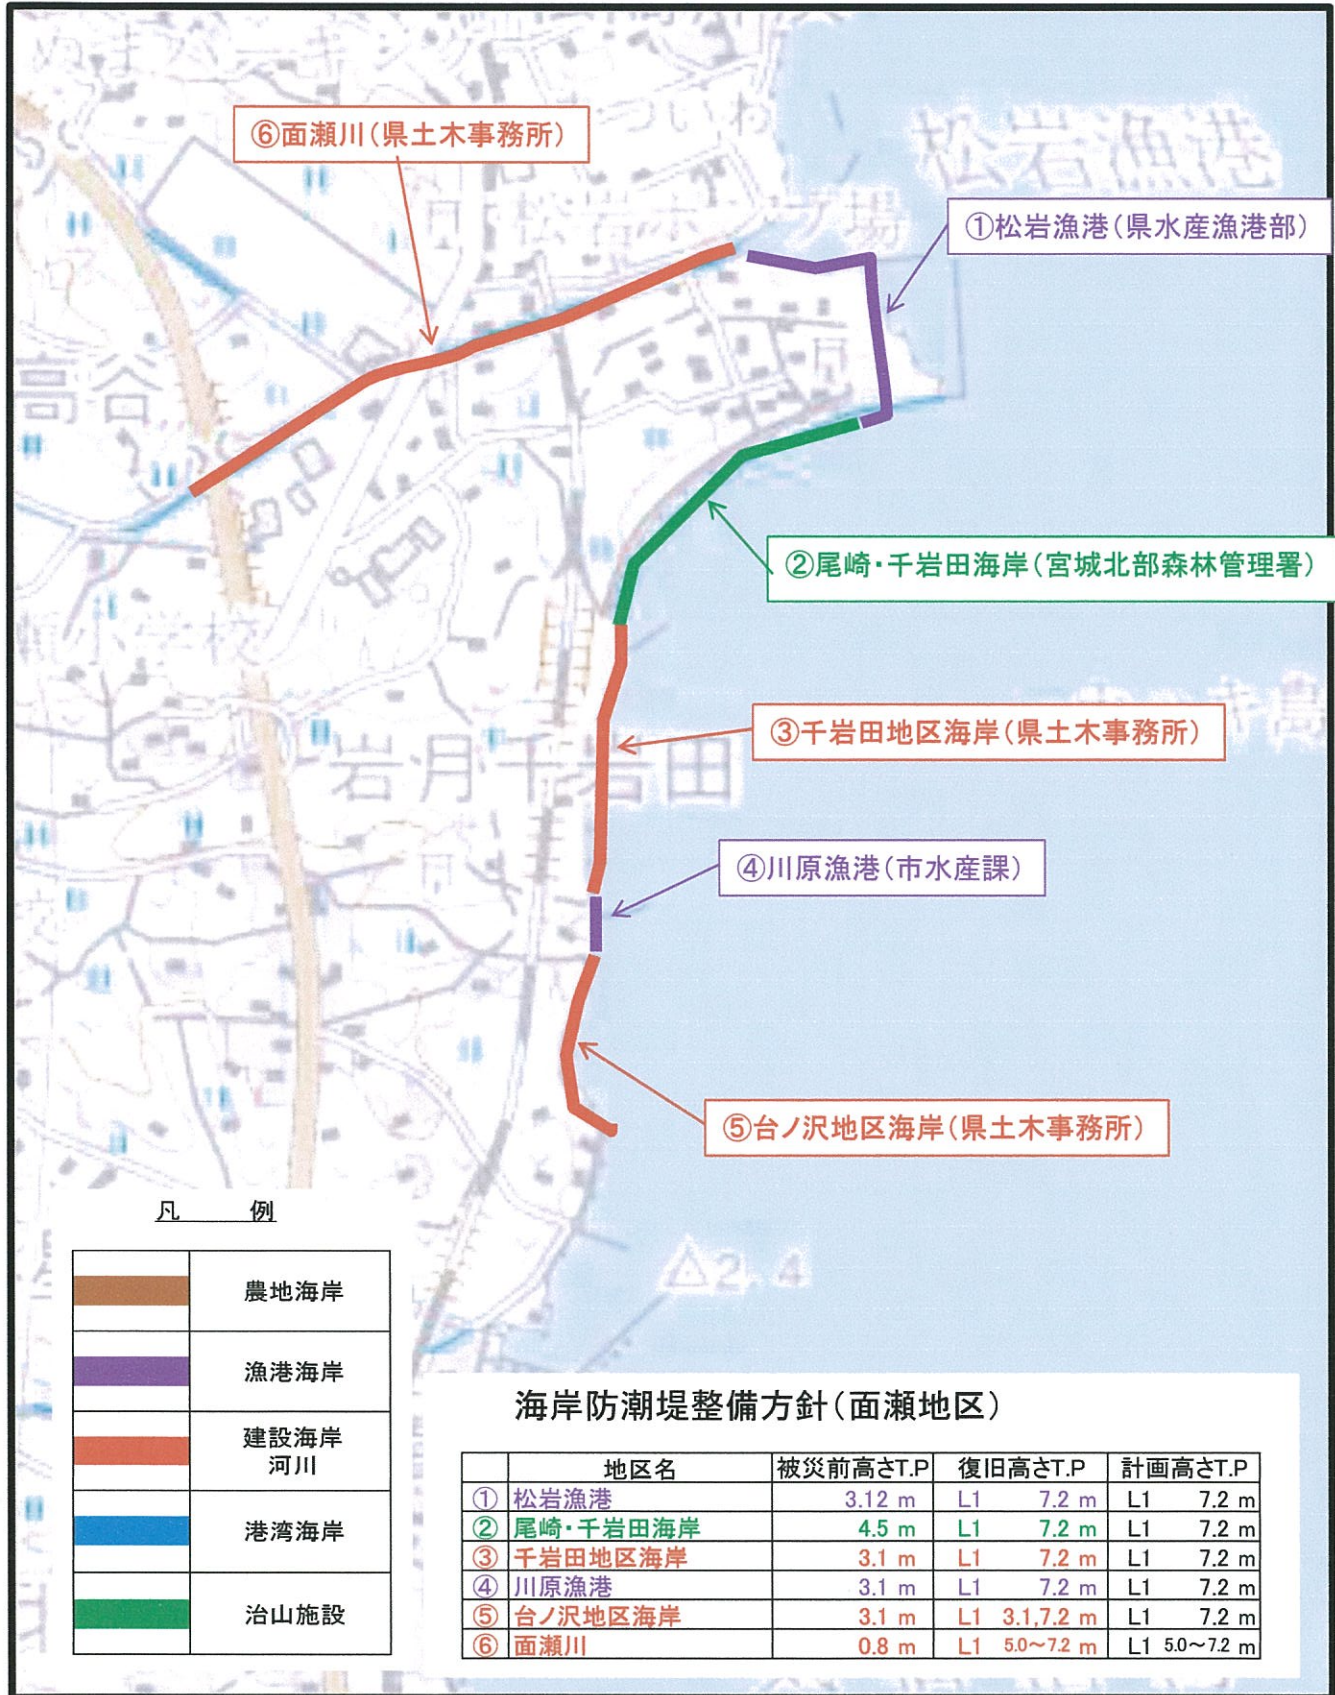 ⑥面瀬川(県土木事務所)
松岩漁港
①松岩漁港(県水産漁港部)
高谷
②尾崎・千岩田海岸(宮城北部森林管理署)
③千岩田地区海岸(県土木事務所)
岩月千岩田
④川原漁港(市水産課)
⑤台ノ沢地区海岸(県土木事務所)
2.4
凡 例
農地海岸
漁港海岸
建設海岸
河川
港湾海岸
治山施設
海岸防潮堤整備方針(面瀬地区)
地区名 被災前高さT.P 復旧高さT.P 計画高さT.P
① 松岩漁港 3.12 m L1 7.2 m L1 7.2 m
② 尾崎・千岩田海岸 4.5 m L1 7.2 m L1 7.2 m
③ 千岩田地区海岸 3.1 m L1 7.2 m L1 7.2 m
④ 川原漁港 3.1 m L1 7.2 m L1 7.2 m
⑤ 台ノ沢地区海岸 3.1 m L1 3.1,7.2 m L1 7.2 m
⑥ 面瀬川 0.8 m L1 5.0~7.2 m L1 5.0~7.2 m